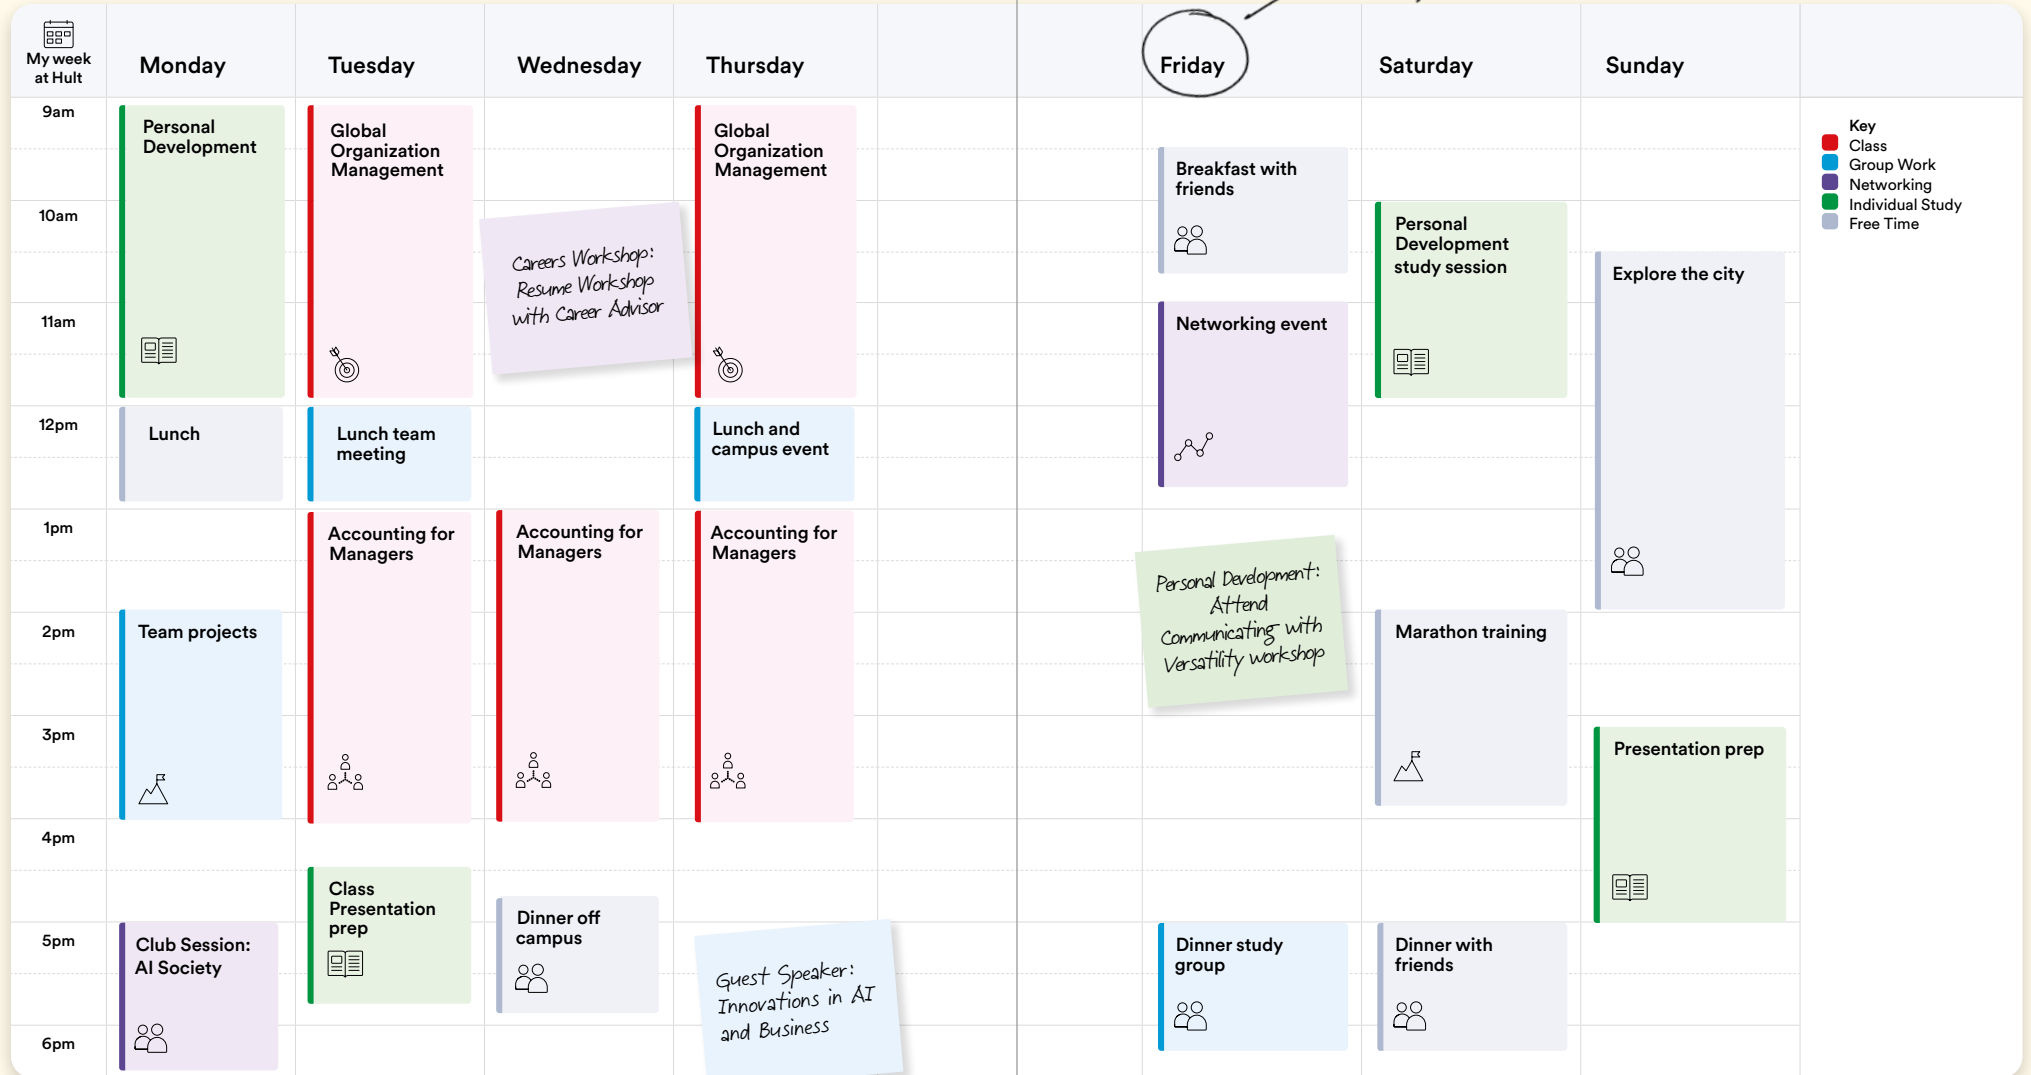 My week
at Hult
Monday
Tuesday
Wednesday
Thursday
Friday
Saturday
Sunday
9am
10am
11am
12pm
1pm
2pm
3pm
4pm
5pm
6pm
Personal
Development
Lunch
Team projects
Club Session:
AI Society
Global
Organization
Management
Lunch team
meeting
Accounting for
Managers
Class
Presentation
prep
Careers Workshop:
Resume Workshop
with Career Advisor
Accounting for
Managers
Dinner off
campus
Global
Organization
Management
Lunch and
campus event
Accounting for
Managers
Guest Speaker:
Innovations in AI
and Business
Breakfast with
friends
Networking event
Personal Development:
Attend
Communicating with
Versatility workshop
Dinner study
group
Personal
Development
study session
Marathon training
Dinner with
friends
Explore the city
Presentation prep
Key
Class
Group Work
Networking
Individual Study
Free Time